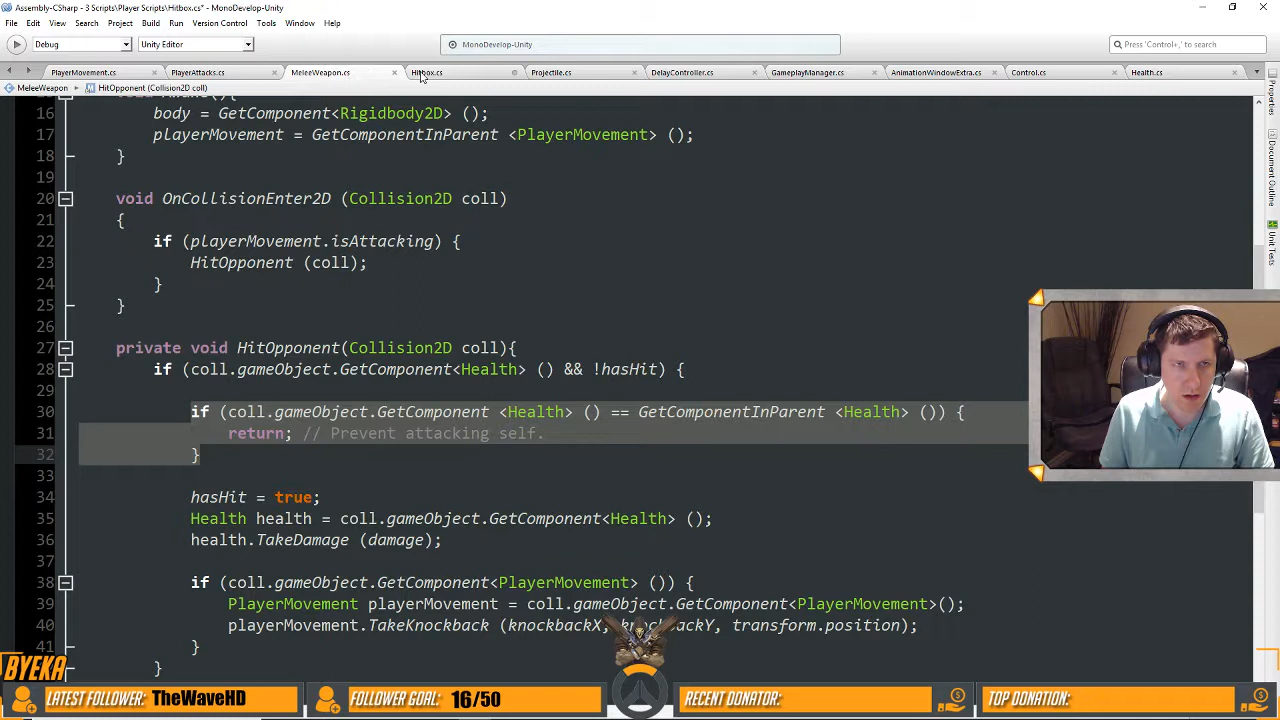 Assembly-CSharp - 3 Scripts\Player Scripts\Hitbox.cs* - MonoDevelop-Unity
File Edit View Search Project Build Run Version Control Tools Window Help
Debug Unity Editor MonoDevelop-Unity Press 'Control+,' to search
PlayerMovement.cs PlayerAttacks.cs MeleeWeapon.cs Hitbox.cs Projectile.cs DelayController.cs GameplayManager.cs AnimationWindowExtra.cs Control.cs Health.cs
MeleeWeapon HitOpponent (Collision2D coll)
16 body = GetComponent<Rigidbody2D> ();
17 playerMovement = GetComponentInParent <PlayerMovement> ();
18 }
19
20 void OnCollisionEnter2D (Collision2D coll)
21 {
22 if (playerMovement.isAttacking) {
23 HitOpponent (coll);
24 }
25 }
26
27 private void HitOpponent(Collision2D coll){
28 if (coll.gameObject.GetComponent<Health> () && !hasHit) {
29
30 if (coll.gameObject.GetComponent <Health> () == GetComponentInParent <Health> ()) {
31 return; // Prevent attacking self.
32 }
33
34 hasHit = true;
35 Health health = coll.gameObject.GetComponent<Health> ();
36 health.TakeDamage (damage);
37
38 if (coll.gameObject.GetComponent<PlayerMovement> ()) {
39 PlayerMovement playerMovement = coll.gameObject.GetComponent<PlayerMovement>();
40 playerMovement.TakeKnockback (knockbackX, knockbackY, transform.position);
41 }
}
Properties
Document Outline
Unit Tests
BYEKA
LATEST FOLLOWER: TheWaveHD FOLLOWER GOAL: 16/50 RECENT DONATOR: TOP DONATION: